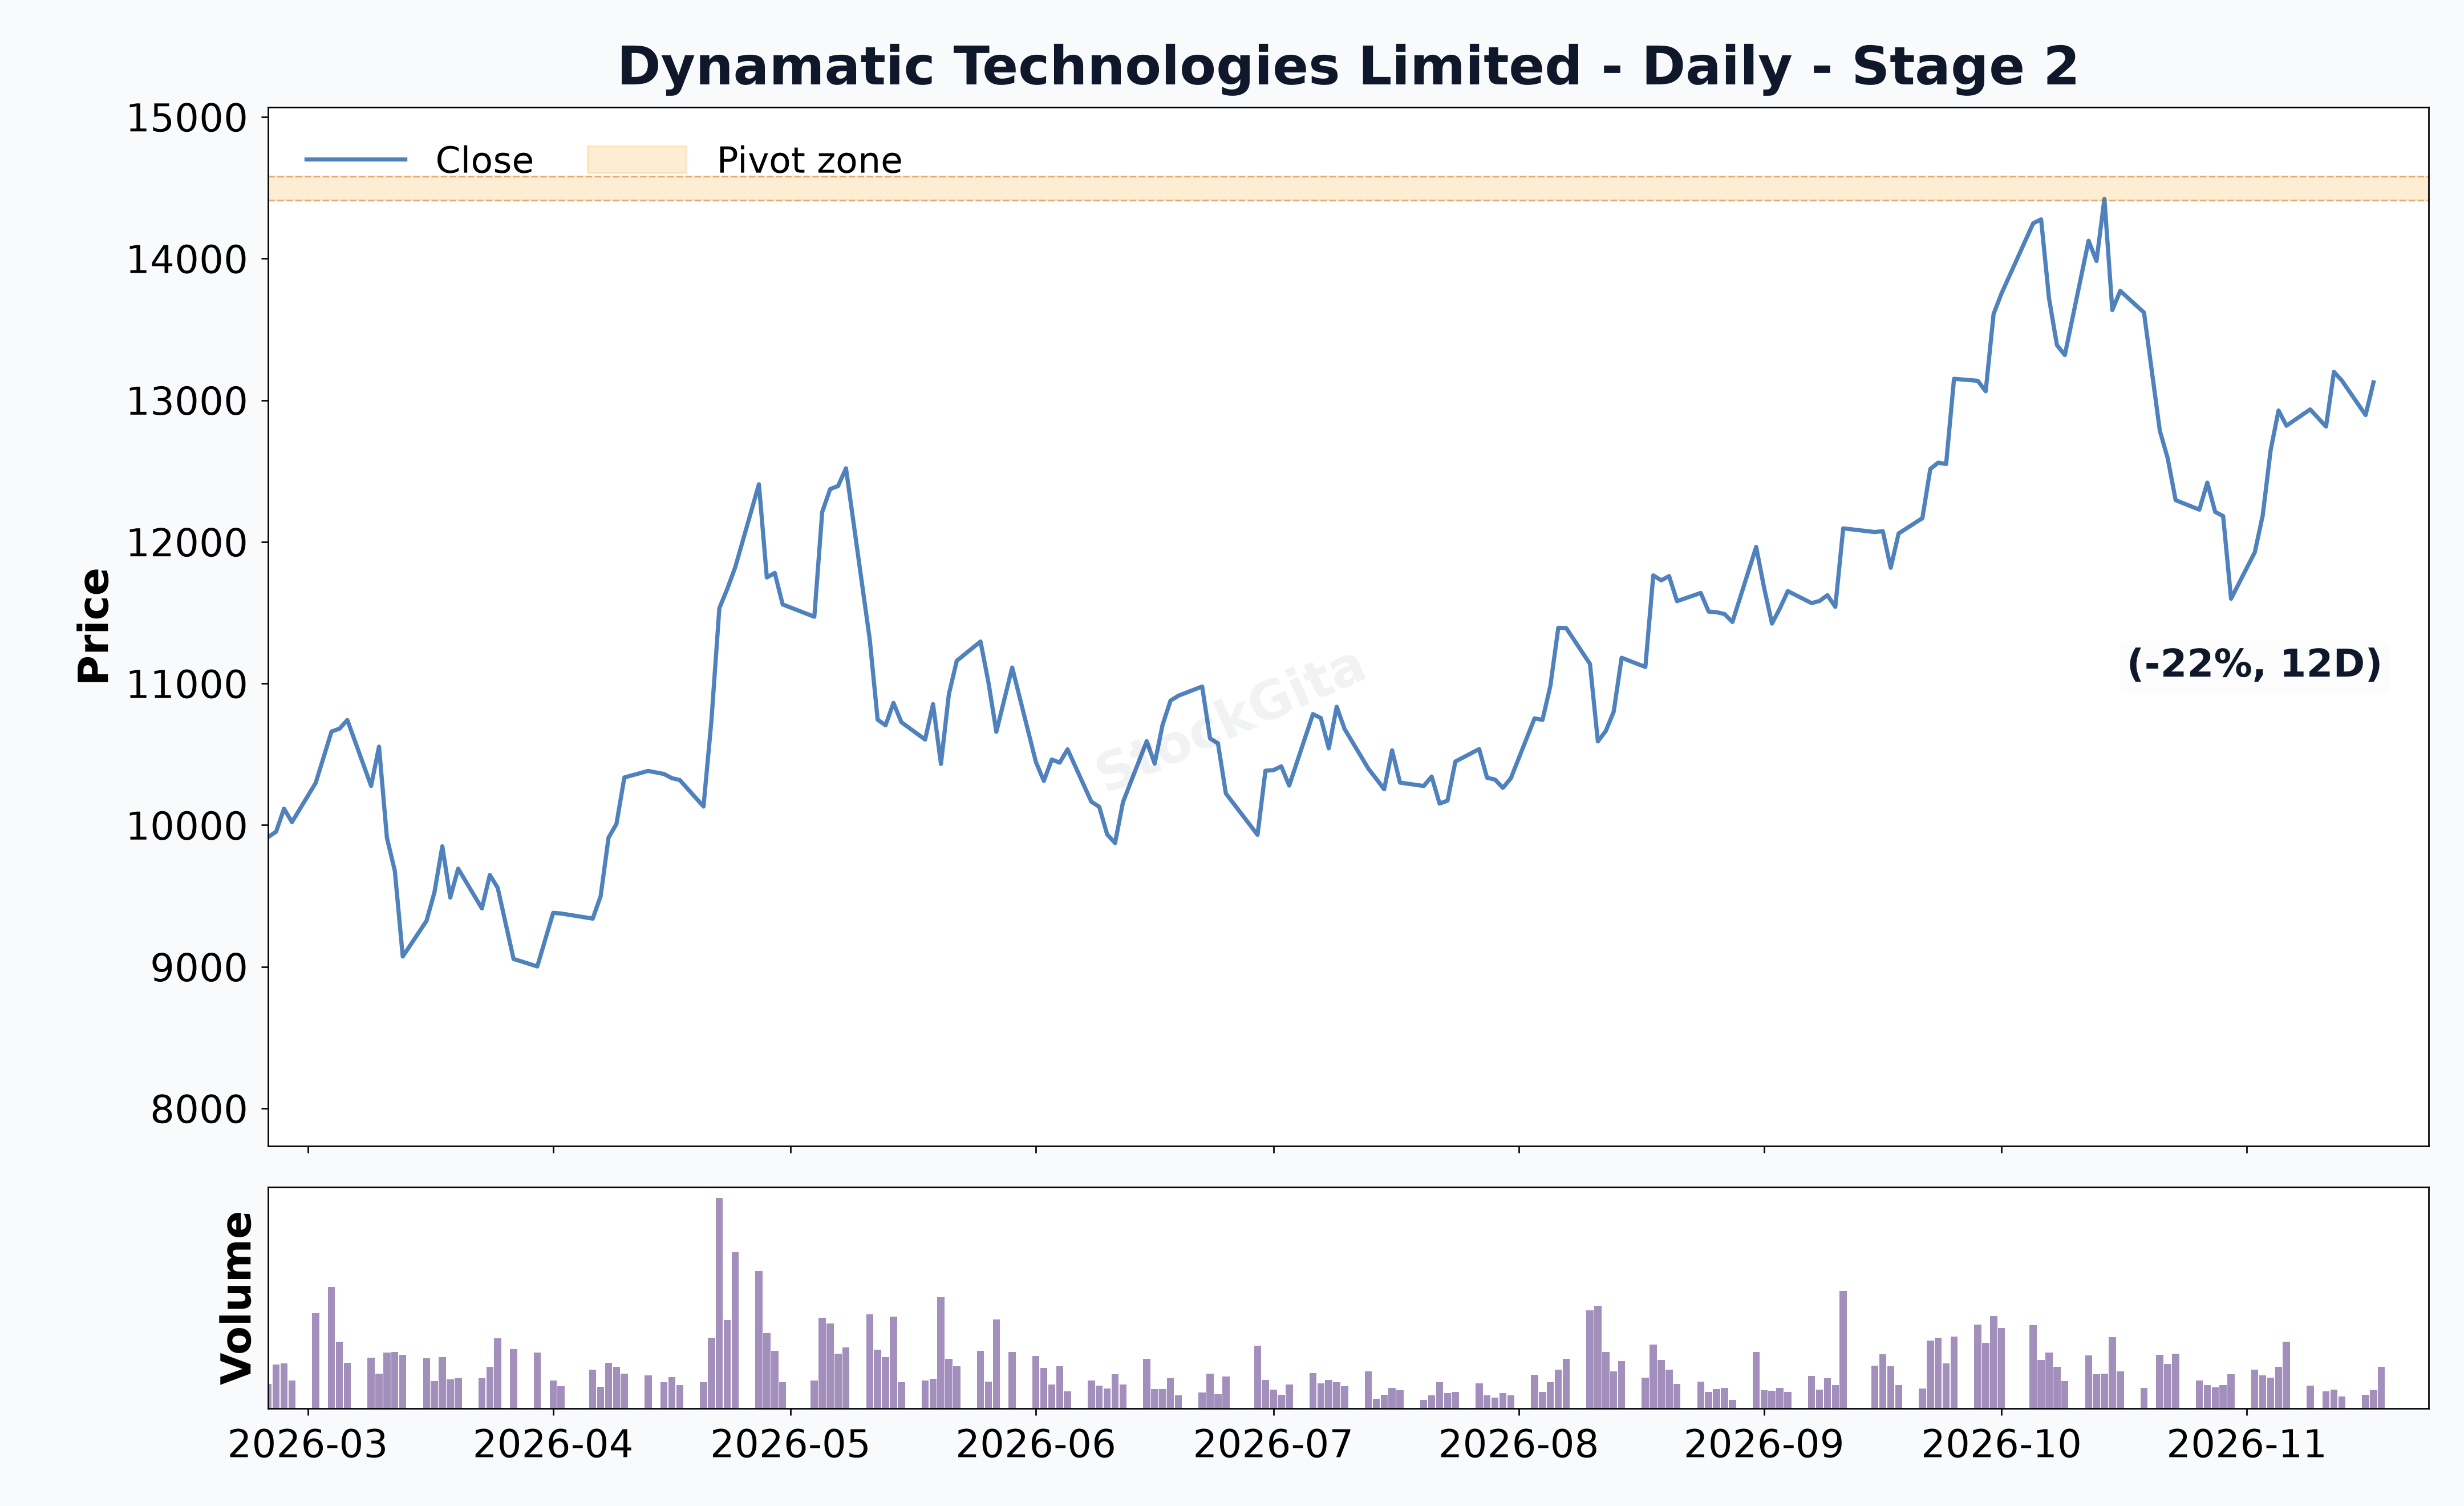 Dynamatic Technologies Limited - Daily - Stage 2
15000
Close
Pivot zone
14000
13000
12000
Price
11000
(-22%, 12D)
StockGita
10000
9000
8000
Volume
2026-03
2026-04
2026-05
2026-06
2026-07
2026-08
2026-09
2026-10
2026-11